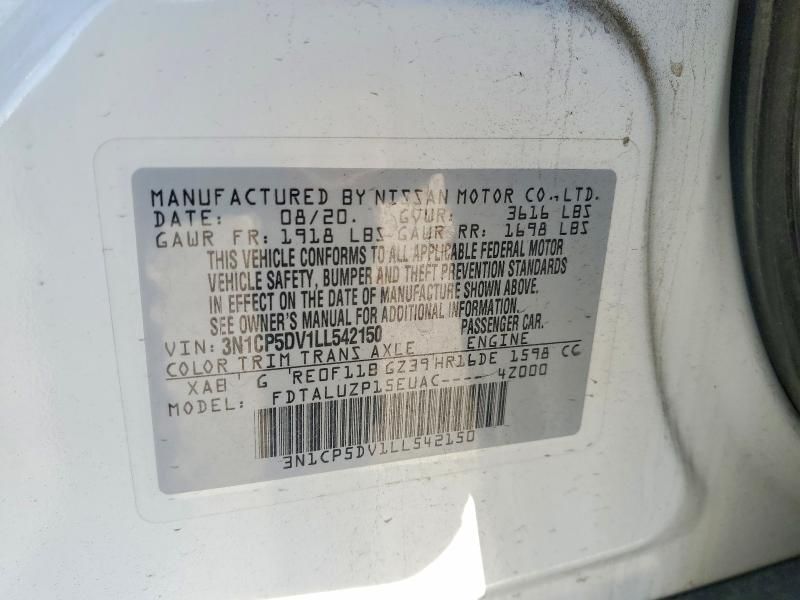 MANUFACTURED BY NISSAN MOTOR CO., LTD.
DATE: 08/20. GVWR: 3616 LBS
GAWR FR: 1918 LBS GAWR RR: 1698 LBS
THIS VEHICLE CONFORMS TO ALL APPLICABLE FEDERAL MOTOR
VEHICLE SAFETY, BUMPER AND THEFT PREVENTION STANDARDS
IN EFFECT ON THE DATE OF MANUFACTURE SHOWN ABOVE.
SEE OWNER'S MANUAL FOR ADDITIONAL INFORMATION.
VIN: 3N1CP5DV1LL542150 PASSENGER CAR.
COLOR TRIM TRANS AXLE ENGINE
XAB G RE0F11B GZ39 HR16DE 1598 CC
MODEL: FDTALUZP15EUAC----- 4Z000
3N1CP5DV1LL542150